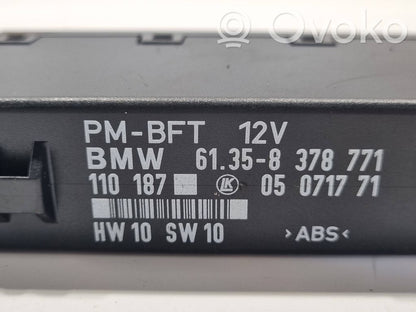 Ovoko
PM-BFT 12V
BMW 61.35-8 378 771
110 187 LK 05 0717 71
HW 10 SW 10 >ABS<